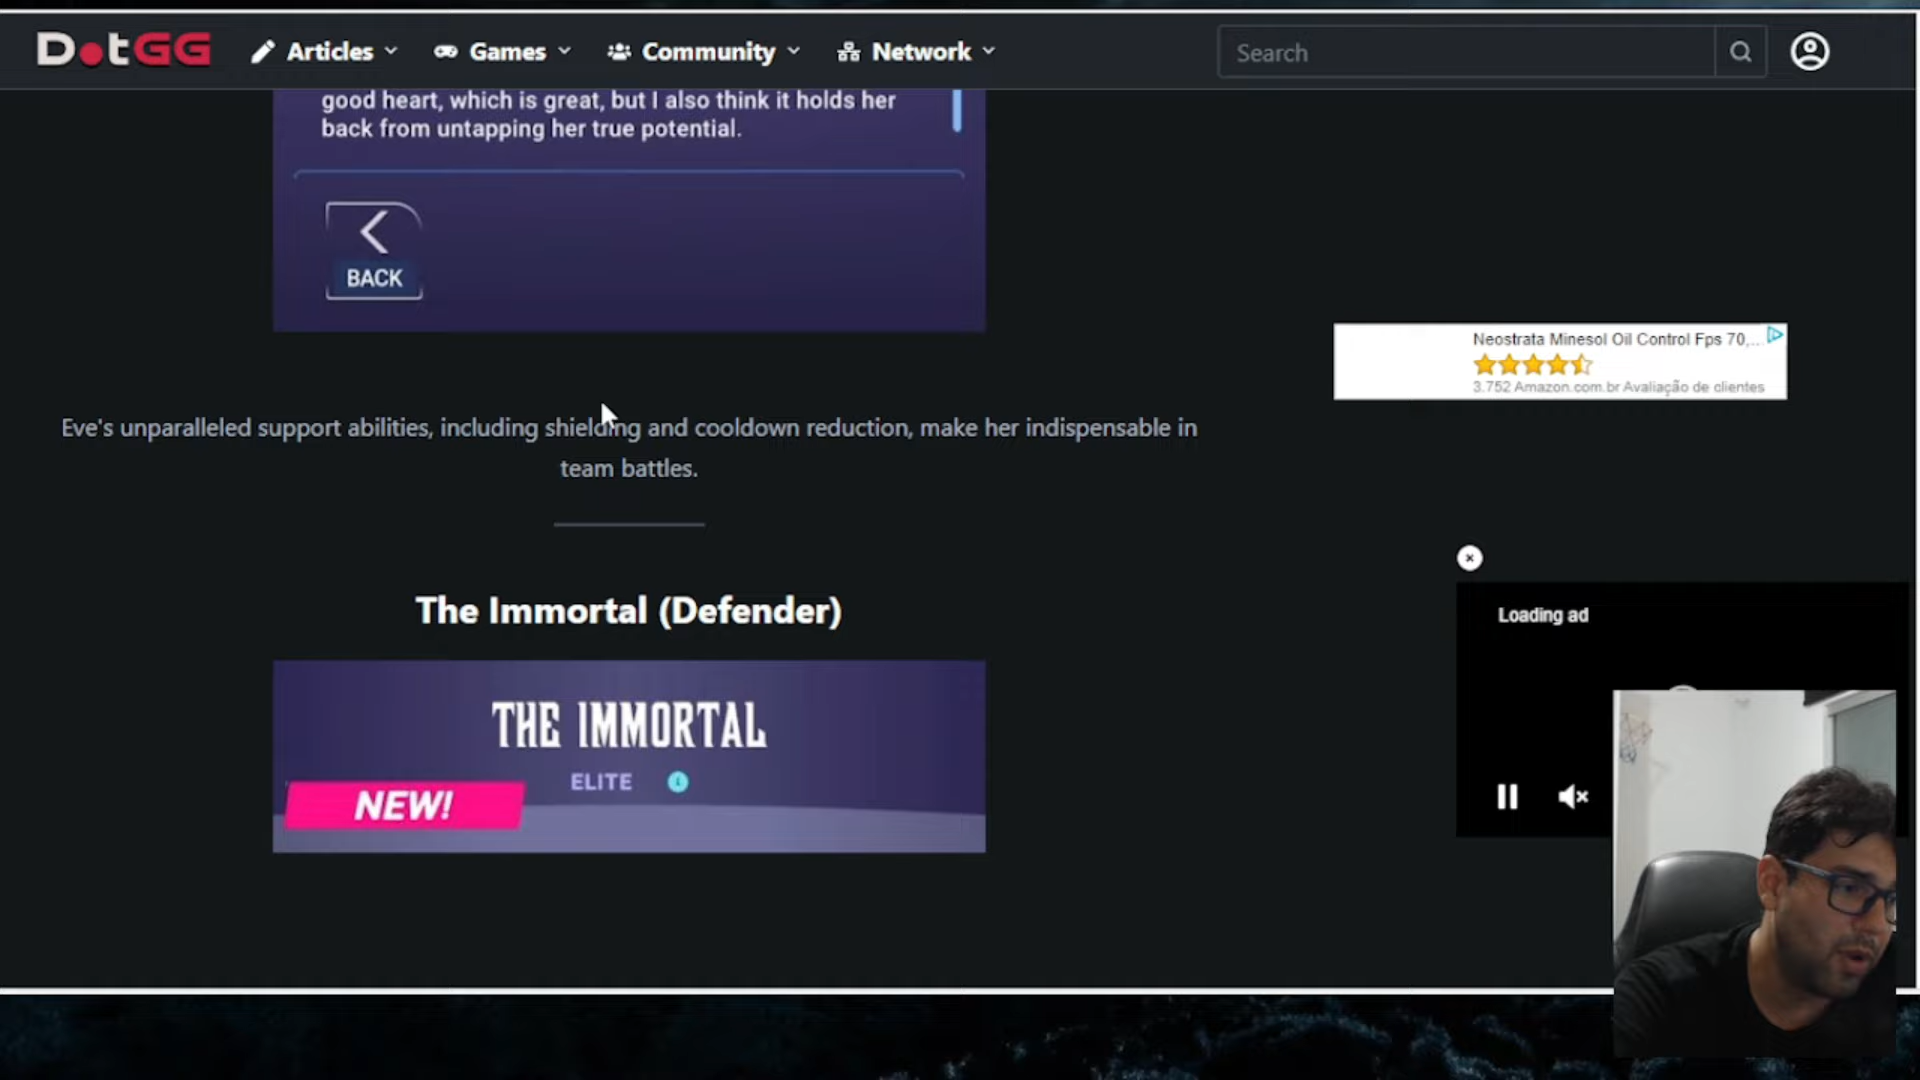 DotGG
Articles
Games
Community
Network
Search
good heart, which is great, but I also think it holds her
back from untapping her true potential.
BACK
Neostrata Minesol Oil Control Fps 70,...
3.752 Amazon.com.br Avaliação de clientes
Eve's unparalleled support abilities, including shielding and cooldown reduction, make her indispensable in
team battles.
The Immortal (Defender)
Loading ad
THE IMMORTAL
ELITE
NEW!